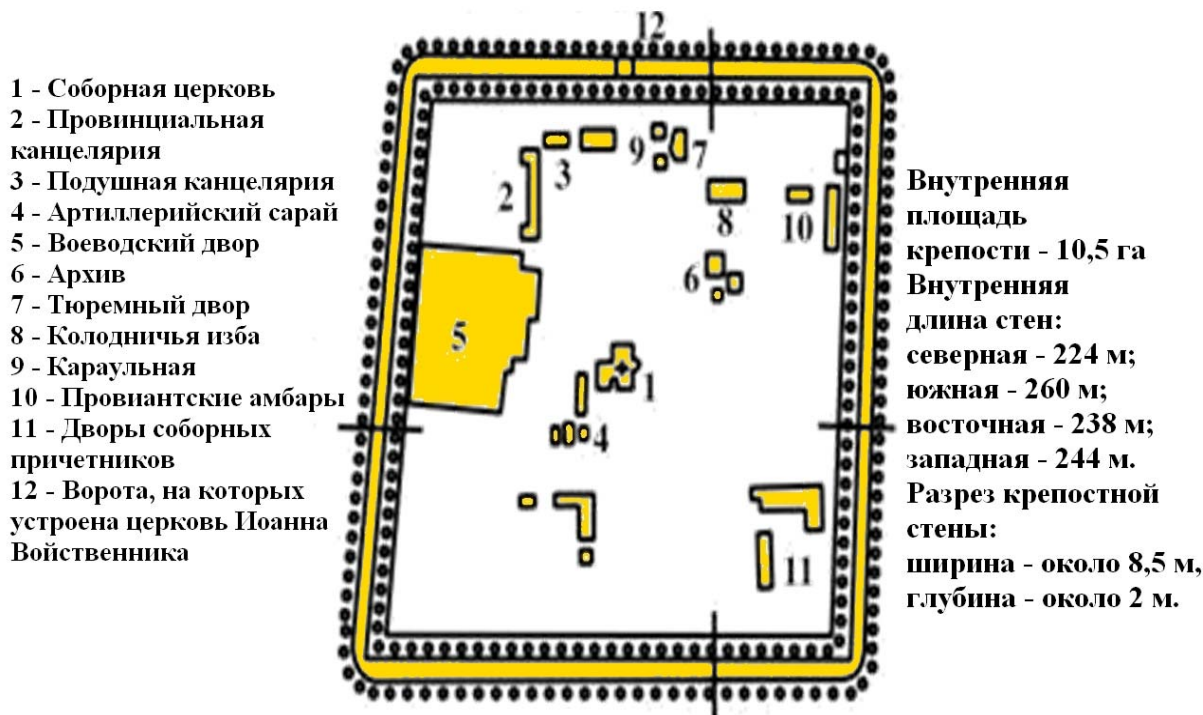 1 - Соборная церковь
2 - Провинциальная
канцелярия
3 - Подушная канцелярия
4 - Артиллерийский сарай
5 - Воеводский двор
6 - Архив
7 - Тюремный двор
8 - Колодничья изба
9 - Караульная
10 - Провиантские амбары
11 - Дворы соборных
причетников
12 - Ворота, на которых
устроена церковь Иоанна
Войственника
12
9
7
3
2
8
10
6
5
1
4
11
Внутренняя
площадь
крепости - 10,5 га
Внутренняя
длина стен:
северная - 224 м;
южная - 260 м;
восточная - 238 м;
западная - 244 м.
Разрез крепостной
стены:
ширина - около 8,5 м,
глубина - около 2 м.